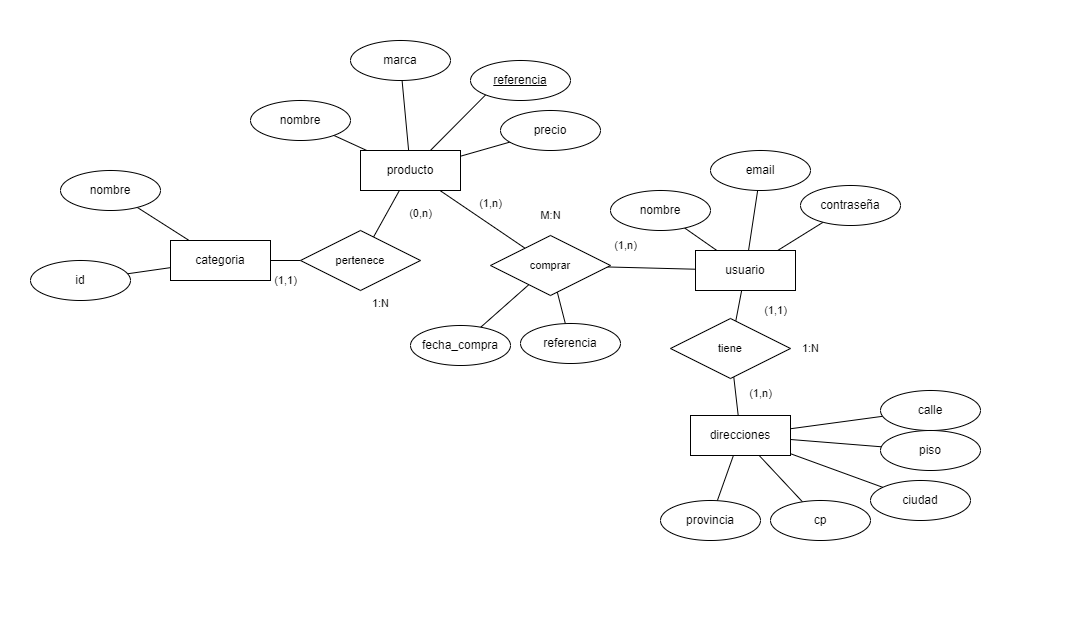 marca
referencia
nombre
precio
producto
email
nombre
contraseña
nombre
(0,n)
(1,n)
M:N
(1,n)
categoria
pertenece
comprar
usuario
id
(1,1)
1:N
(1,1)
fecha_compra
referencia
tiene
1:N
(1,n)
calle
direcciones
piso
ciudad
provincia
cp